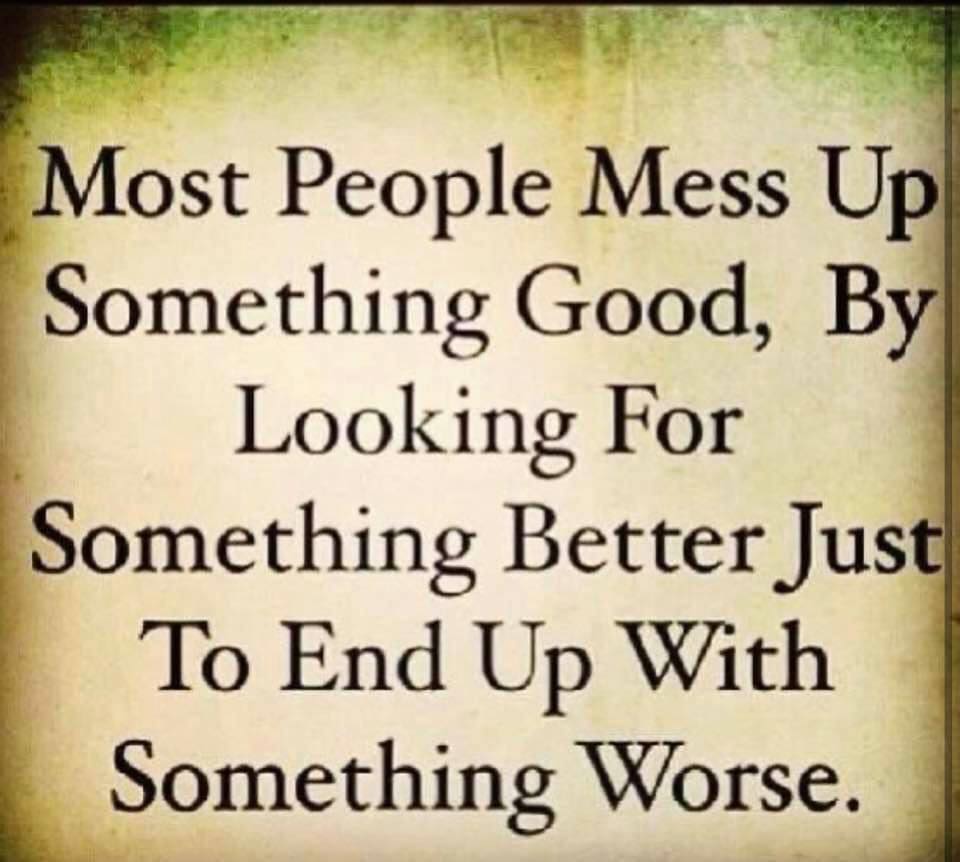 Most People Mess Up
Something Good,  By
Looking For
Something Better Just
To End Up With
Something Worse.